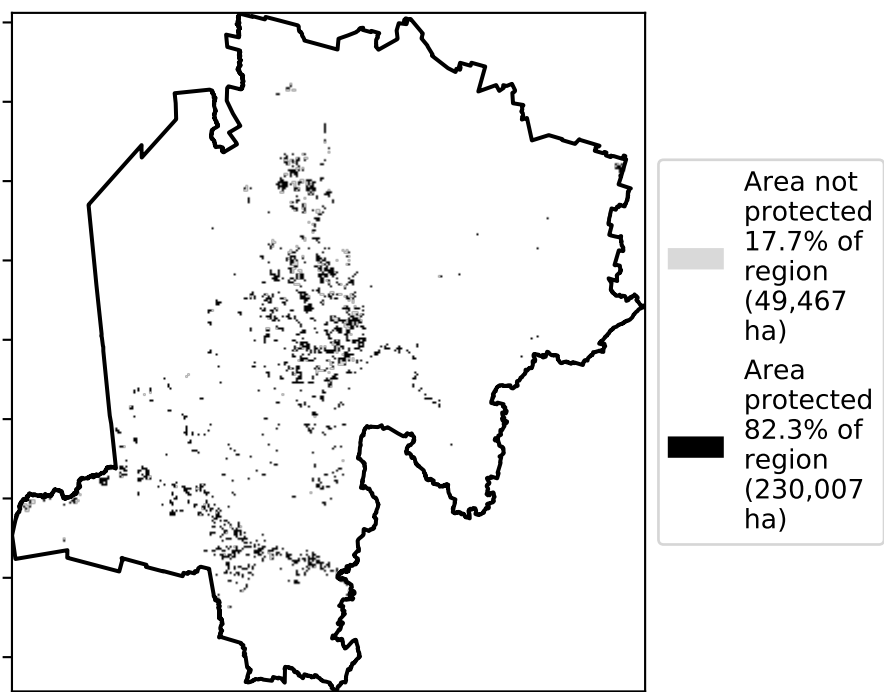 Area not
protected
17.7% of
region
(49,467
ha)
Area
protected
82.3% of
region
(230,007
ha)